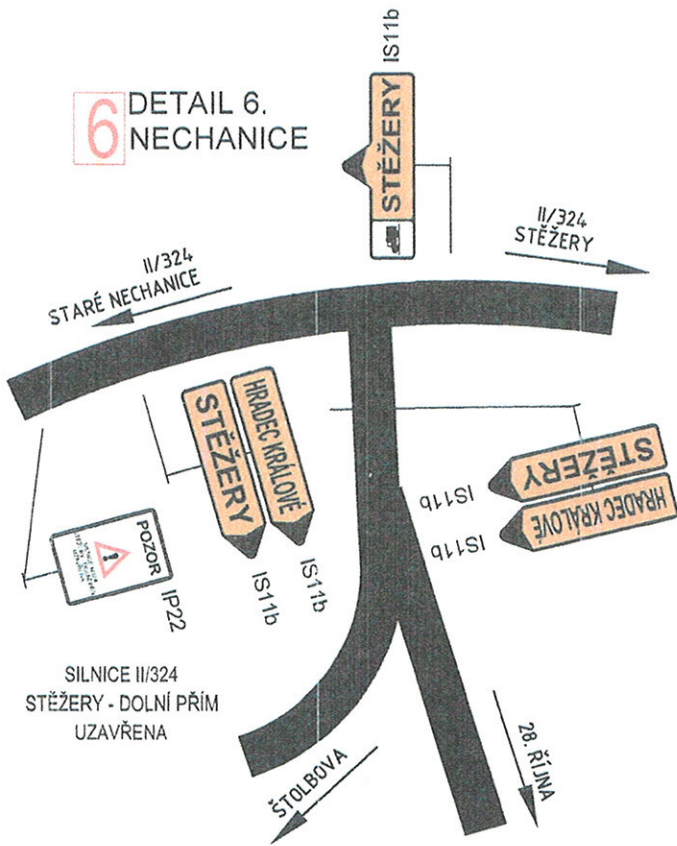 6
DETAIL 6.
NECHANICE
IS11b
STĚŽERY
II/324
STĚŽERY
II/324
STARÉ NECHANICE
HRADEC KRÁLOVÉ
STĚŽERY
IS11b
IS11b
STĚŽERY
HRADEC KRÁLOVÉ
IS11b
IS11b
POZOR
IP22
SILNICE II/324
STĚŽERY - DOLNÍ PŘÍM
UZAVŘENA
ŠTOLBOVA
28. ŘÍJNA